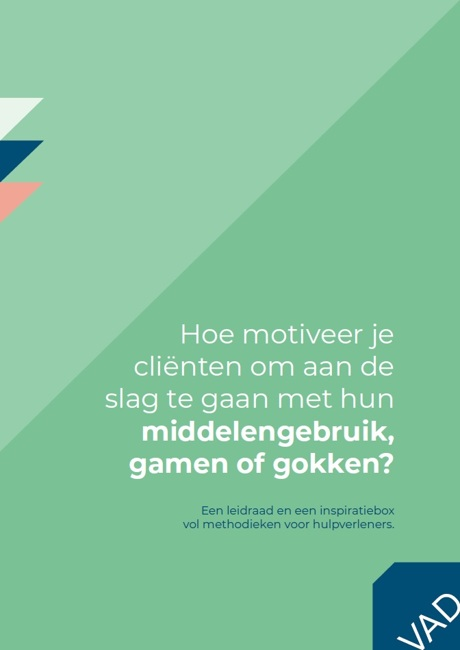 Hoe motiveer je
cliënten om aan de
slag te gaan met hun
middelengebruik,
gamen of gokken?
Een leidraad en een inspiratiebox
vol methodieken voor hulpverleners.
VAD